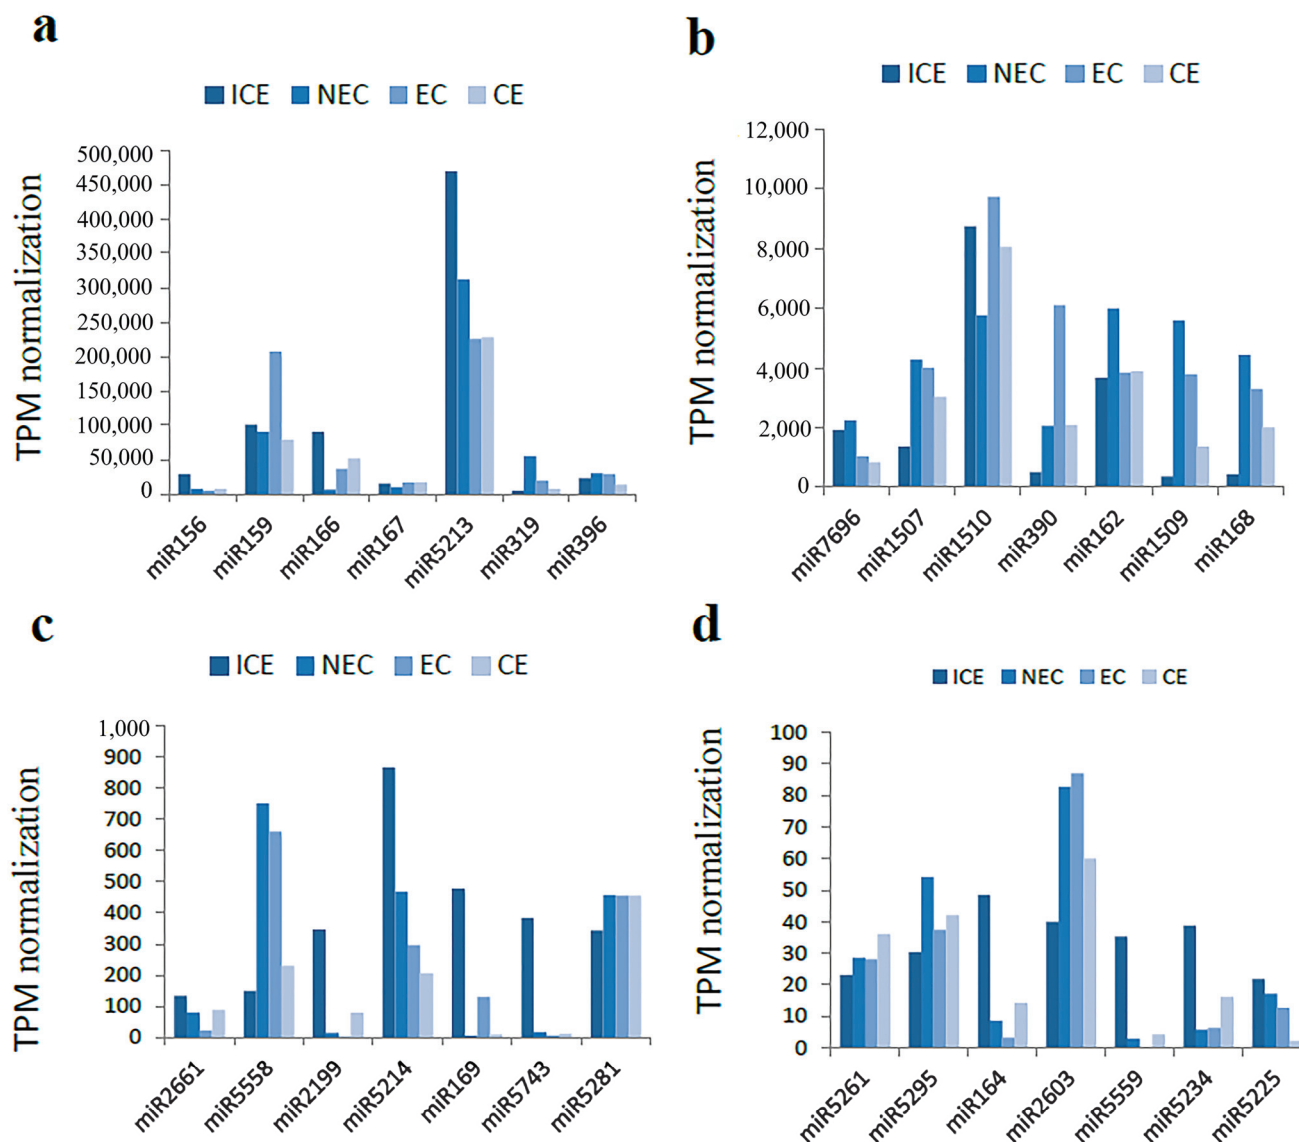 a
ICE NEC EC CE
TPM normalization
500,000
450,000
400,000
350,000
300,000
250,000
200,000
150,000
100,000
50,000
0
miR156 miR159 miR166 miR167 miR5213 miR319 miR396
b
ICE NEC EC CE
TPM normalization
12,000
10,000
8,000
6,000
4,000
2,000
0
miR7696 miR1507 miR1510 miR390 miR162 miR1509 miR168
c
ICE NEC EC CE
TPM normalization
1,000
900
800
700
600
500
400
300
200
100
0
miR2661 miR5558 miR2199 miR5214 miR169 miR5743 miR5281
d
ICE NEC EC CE
TPM normalization
100
90
80
70
60
50
40
30
20
10
0
miR5261 miR5295 miR164 miR2603 miR5559 miR5234 miR5225